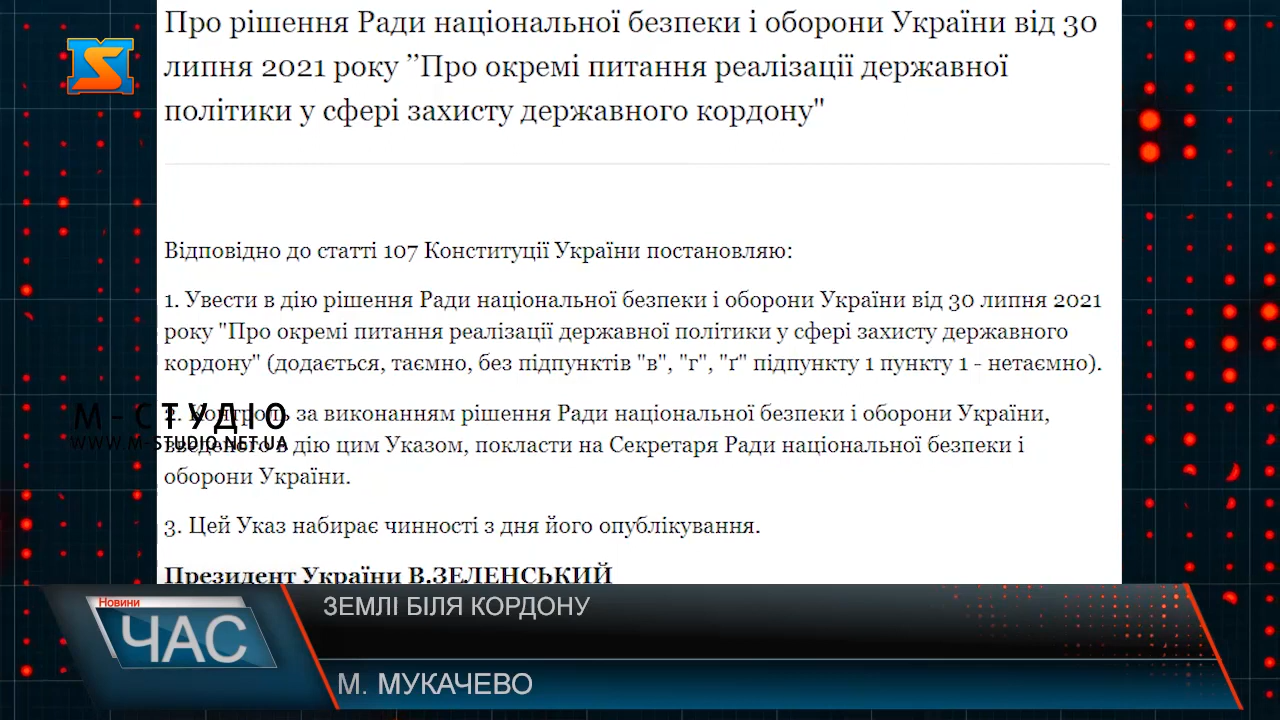 Про рішення Ради національної безпеки і оборони України від 30
липня 2021 року ”Про окремі питання реалізації державної
політики у сфері захисту державного кордону"
Відповідно до статті 107 Конституції України постановляю:
1. Увести в дію рішення Ради національної безпеки і оборони України від 30 липня 2021
року "Про окремі питання реалізації державної політики у сфері захисту державного
кордону" (додається, таємно, без підпунктів "в", "г", "ґ" підпункту 1 пункту 1 - нетаємно).
2. Контроль за виконанням рішення Ради національної безпеки і оборони України,
введеного в дію цим Указом, покласти на Секретаря Ради національної безпеки і
оборони України.
М-СТУДІО
WWW.M-STUDIO.NET.UA
3. Цей Указ набирає чинності з дня його опублікування.
Президент України В.ЗЕЛЕНСЬКИЙ
Новини
ЧАС
ЗЕМЛІ БІЛЯ КОРДОНУ
М. МУКАЧЕВО